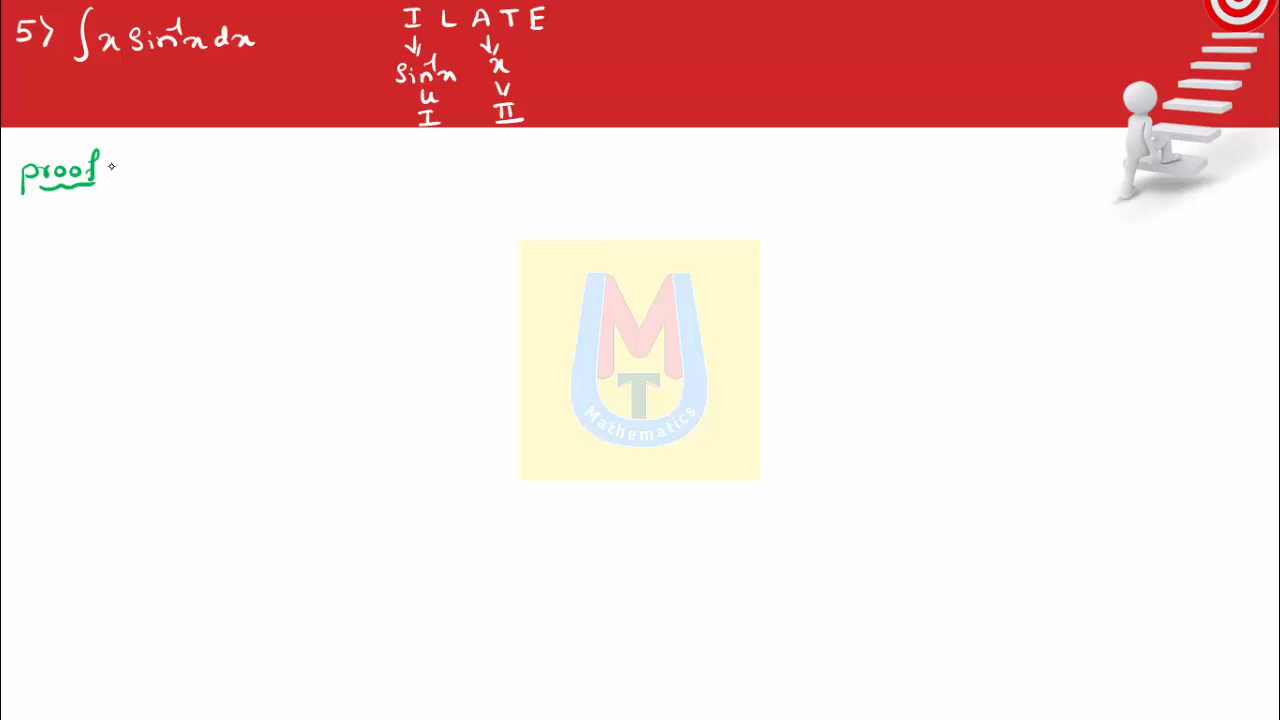 5> ∫x sin⁻¹x dx
I L A T E
↓ ↓
sin⁻¹x x
u v
I II
proof
M
T
Mathematics